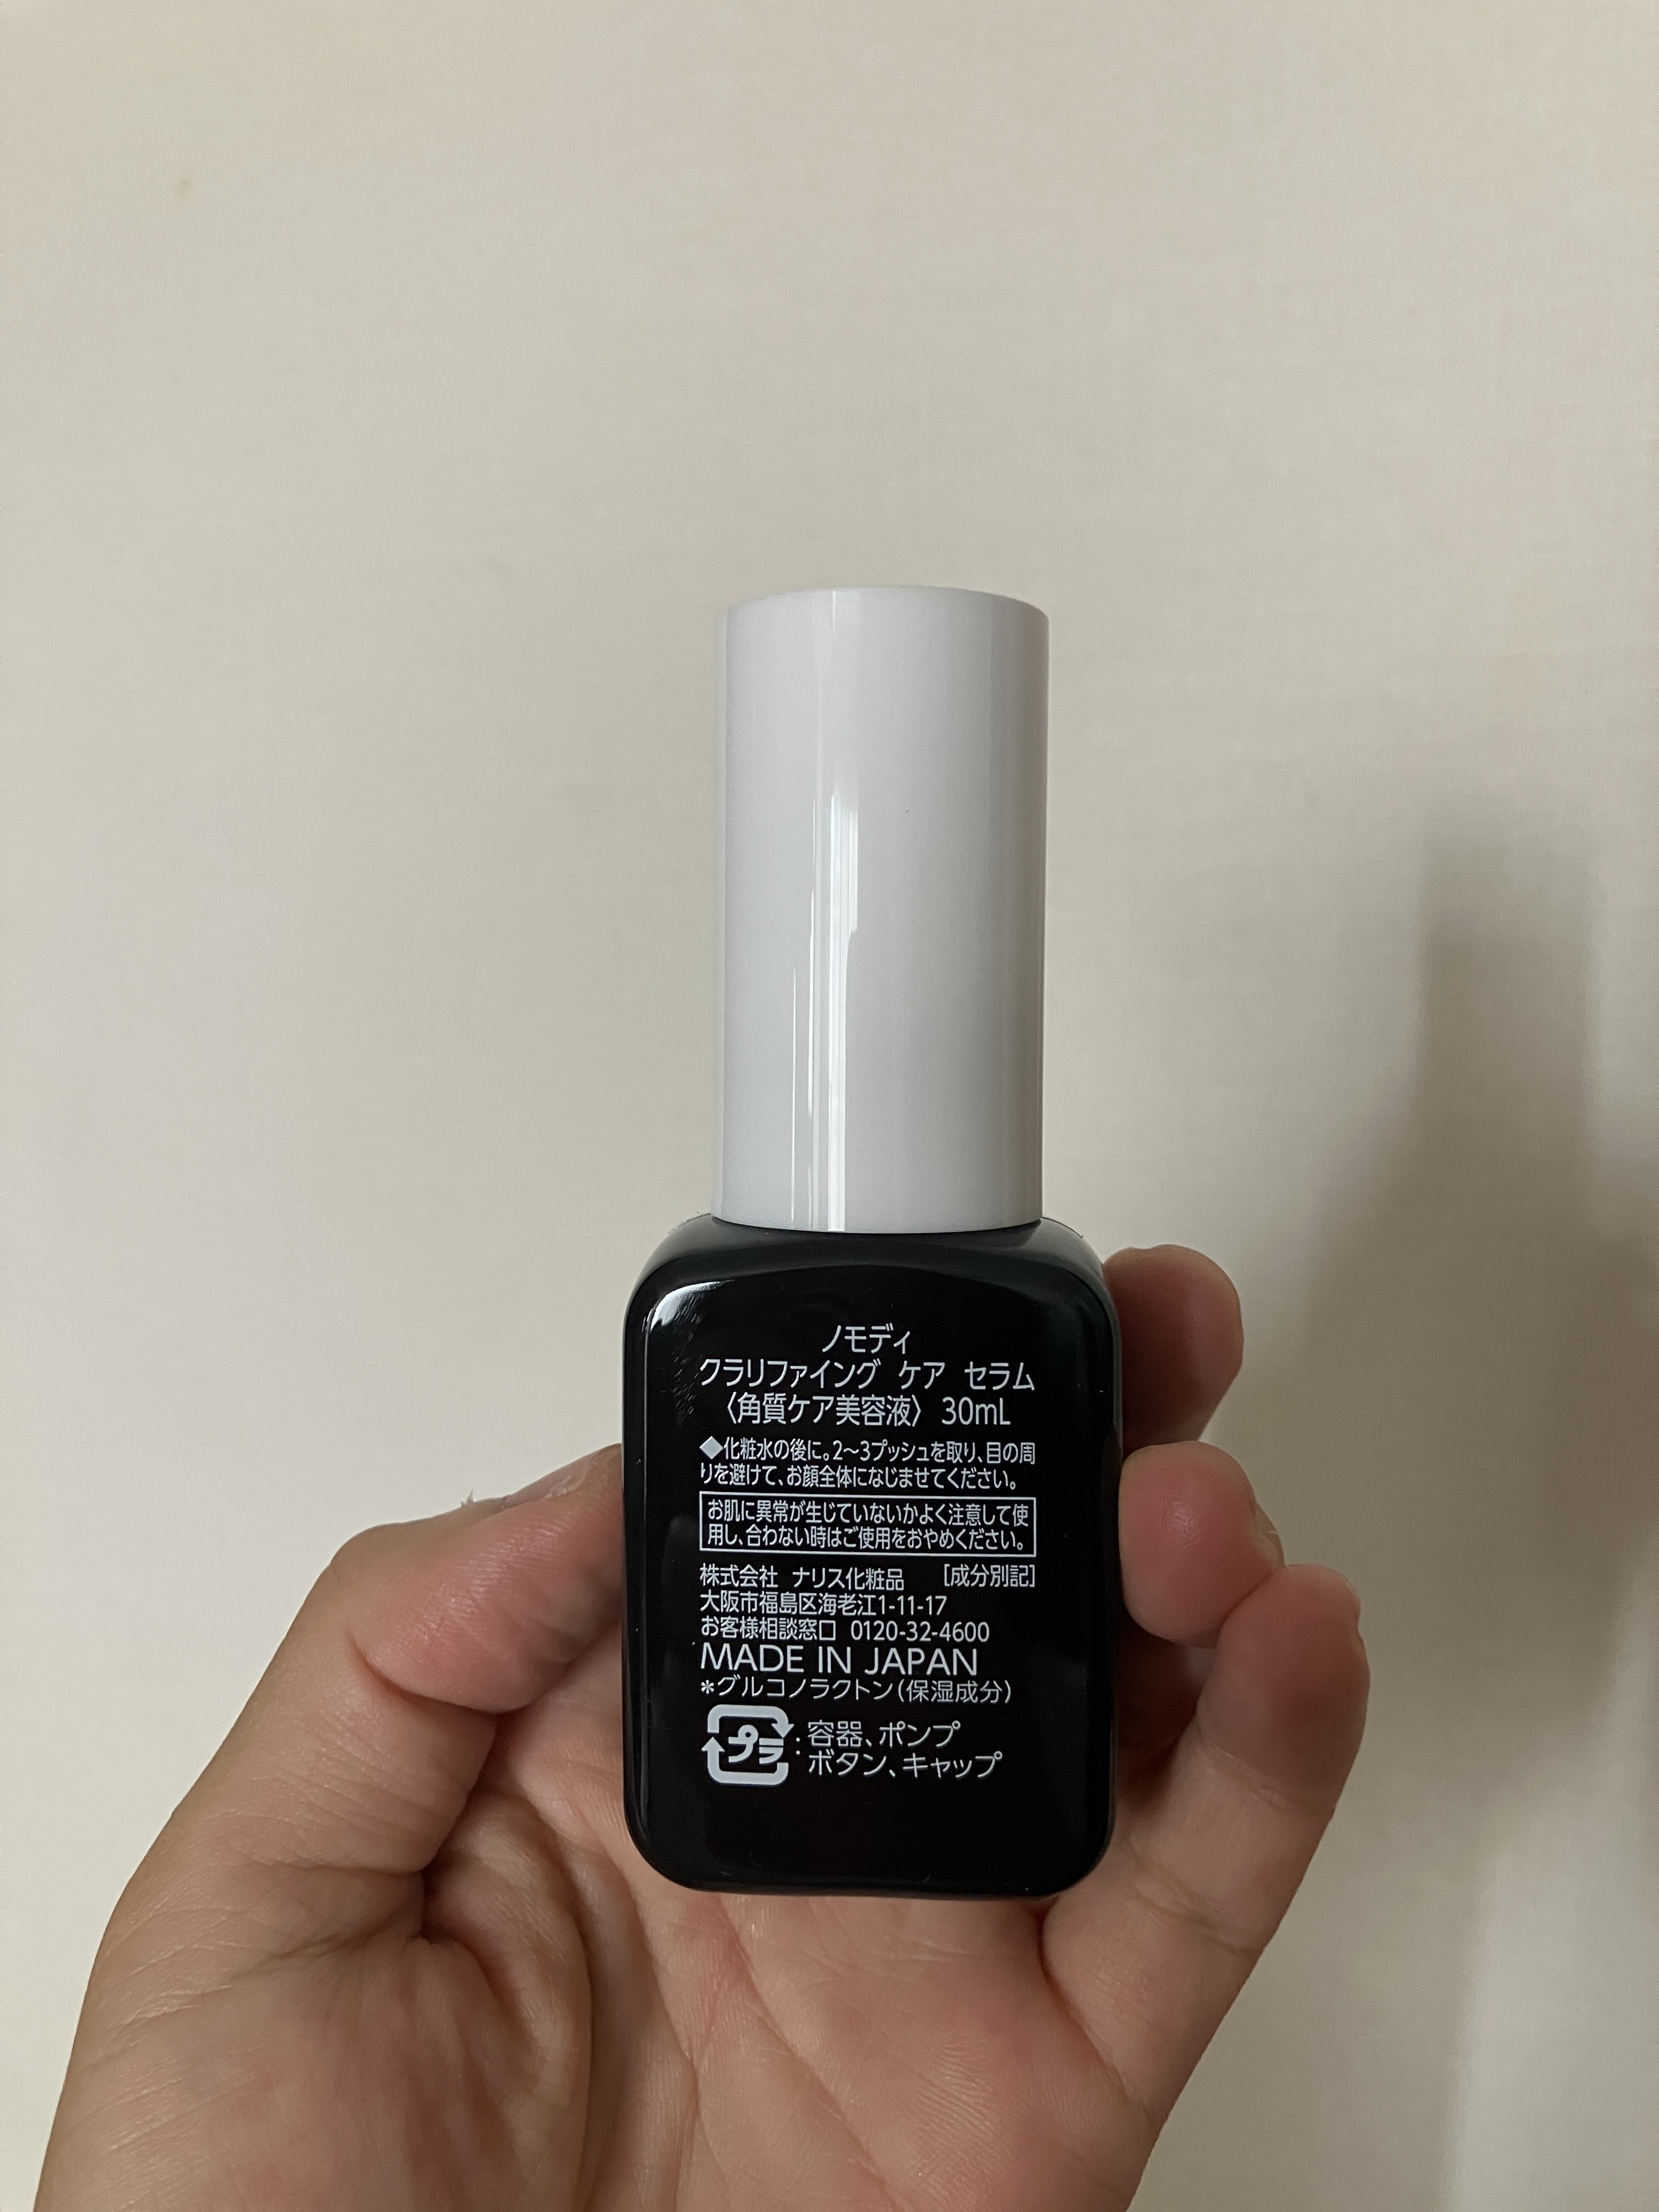 ノモディ
クラリファイング ケア セラム
〈角質ケア美容液〉 30mL
◆化粧水の後に。2〜3プッシュを取り、目の周
りを避けて、お顔全体になじませてください。
お肌に異常が生じていないかよく注意して使
用し、合わない時はご使用をおやめください。
株式会社 ナリス化粧品 [成分別記]
大阪市福島区海老江1-11-17
お客様相談窓口 0120-32-4600
MADE IN JAPAN
*グルコノラクトン(保湿成分)
プラ:容器、ポンプ
ボタン、キャップ